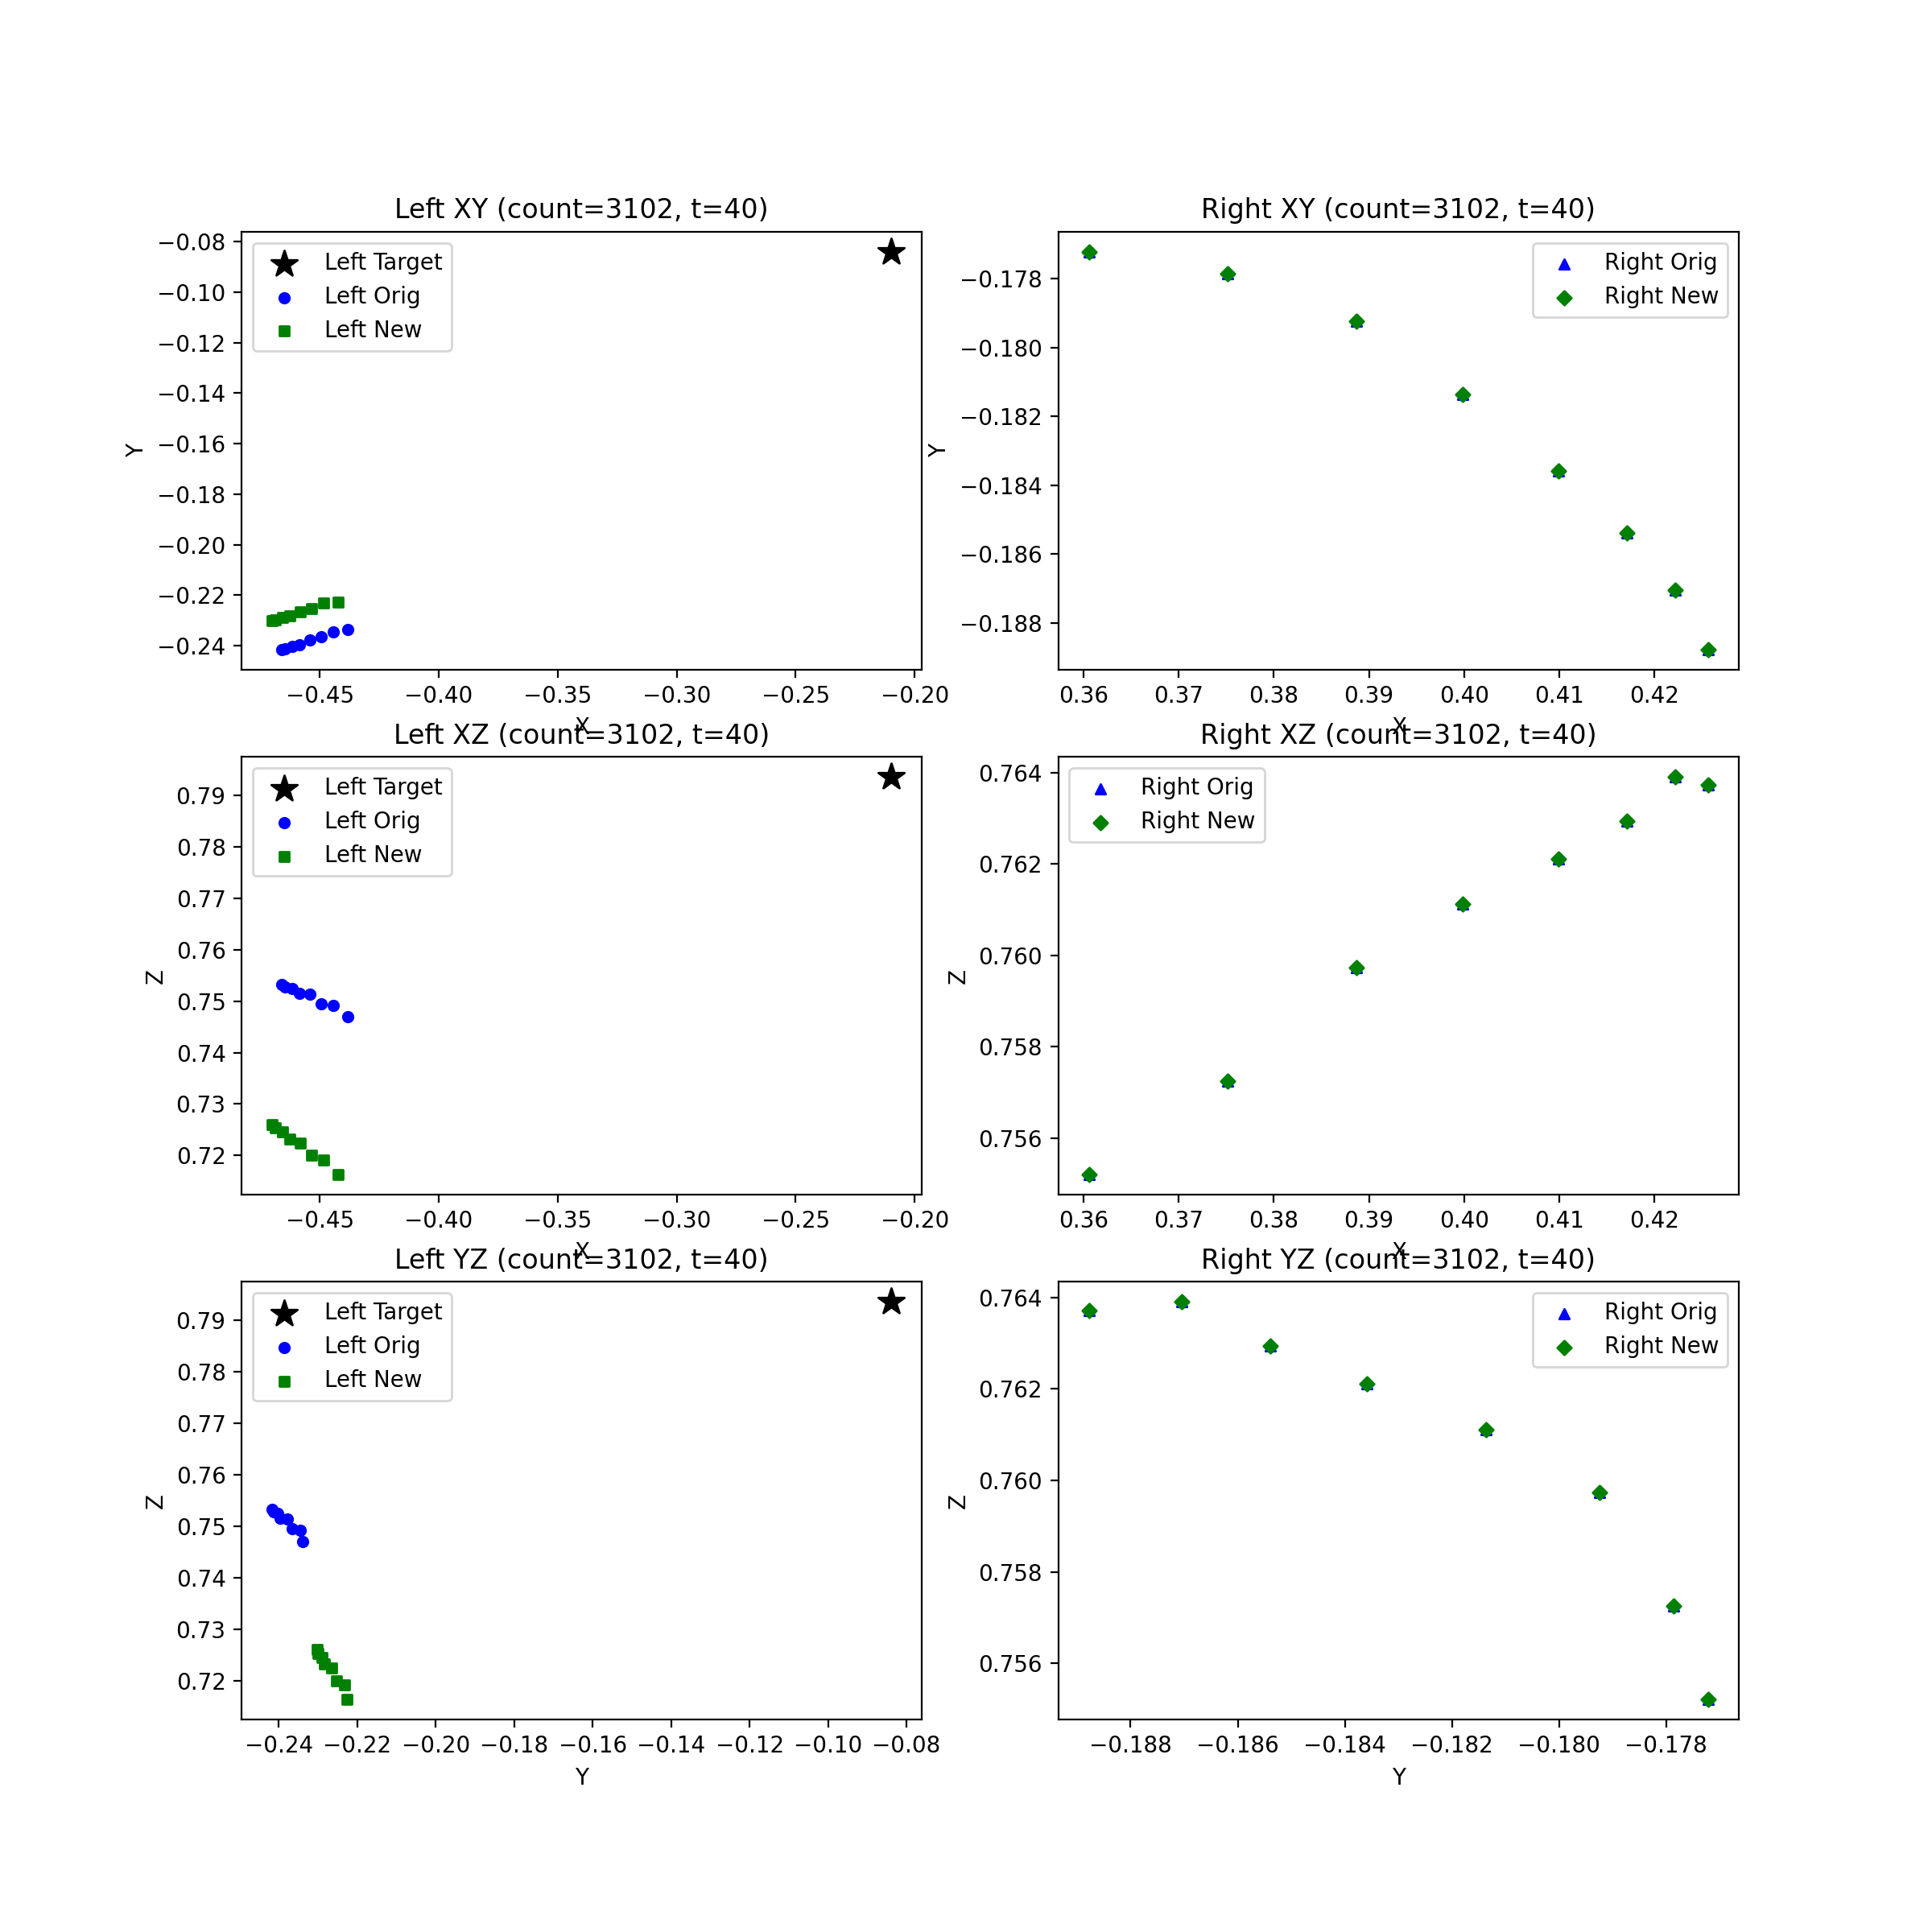 Left XY (count=3102, t=40)
Left Target
Left Orig
Left New
Y
−0.08
−0.10
−0.12
−0.14
−0.16
−0.18
−0.20
−0.22
−0.24
−0.45
−0.40
−0.35
−0.30
−0.25
−0.20
X
Right XY (count=3102, t=40)
Right Orig
Right New
Y
−0.178
−0.180
−0.182
−0.184
−0.186
−0.188
0.36
0.37
0.38
0.39
0.40
0.41
0.42
X
Left XZ (count=3102, t=40)
Left Target
Left Orig
Left New
Z
0.79
0.78
0.77
0.76
0.75
0.74
0.73
0.72
−0.45
−0.40
−0.35
−0.30
−0.25
−0.20
X
Right XZ (count=3102, t=40)
Right Orig
Right New
Z
0.764
0.762
0.760
0.758
0.756
0.36
0.37
0.38
0.39
0.40
0.41
0.42
X
Left YZ (count=3102, t=40)
Left Target
Left Orig
Left New
Z
0.79
0.78
0.77
0.76
0.75
0.74
0.73
0.72
−0.24
−0.22
−0.20
−0.18
−0.16
−0.14
−0.12
−0.10
−0.08
Y
Right YZ (count=3102, t=40)
Right Orig
Right New
Z
0.764
0.762
0.760
0.758
0.756
−0.188
−0.186
−0.184
−0.182
−0.180
−0.178
Y